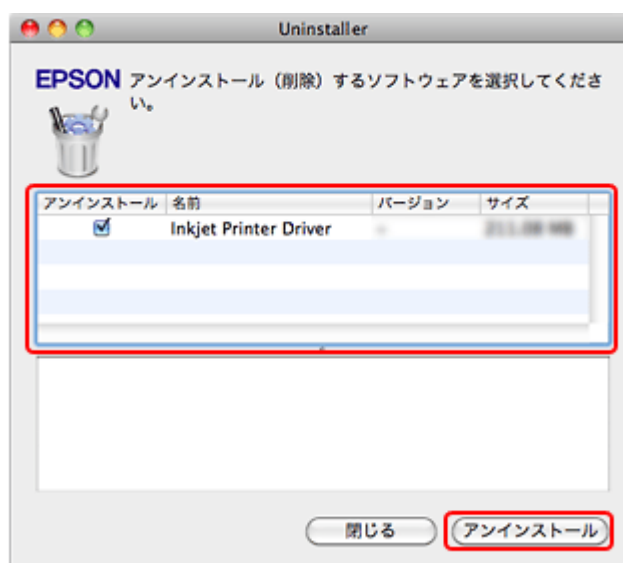 Uninstaller
EPSON アンインストール（削除）するソフトウェアを選択してくださ
い。
アンインストール 名前 バージョン サイズ
Inkjet Printer Driver
閉じる アンインストール